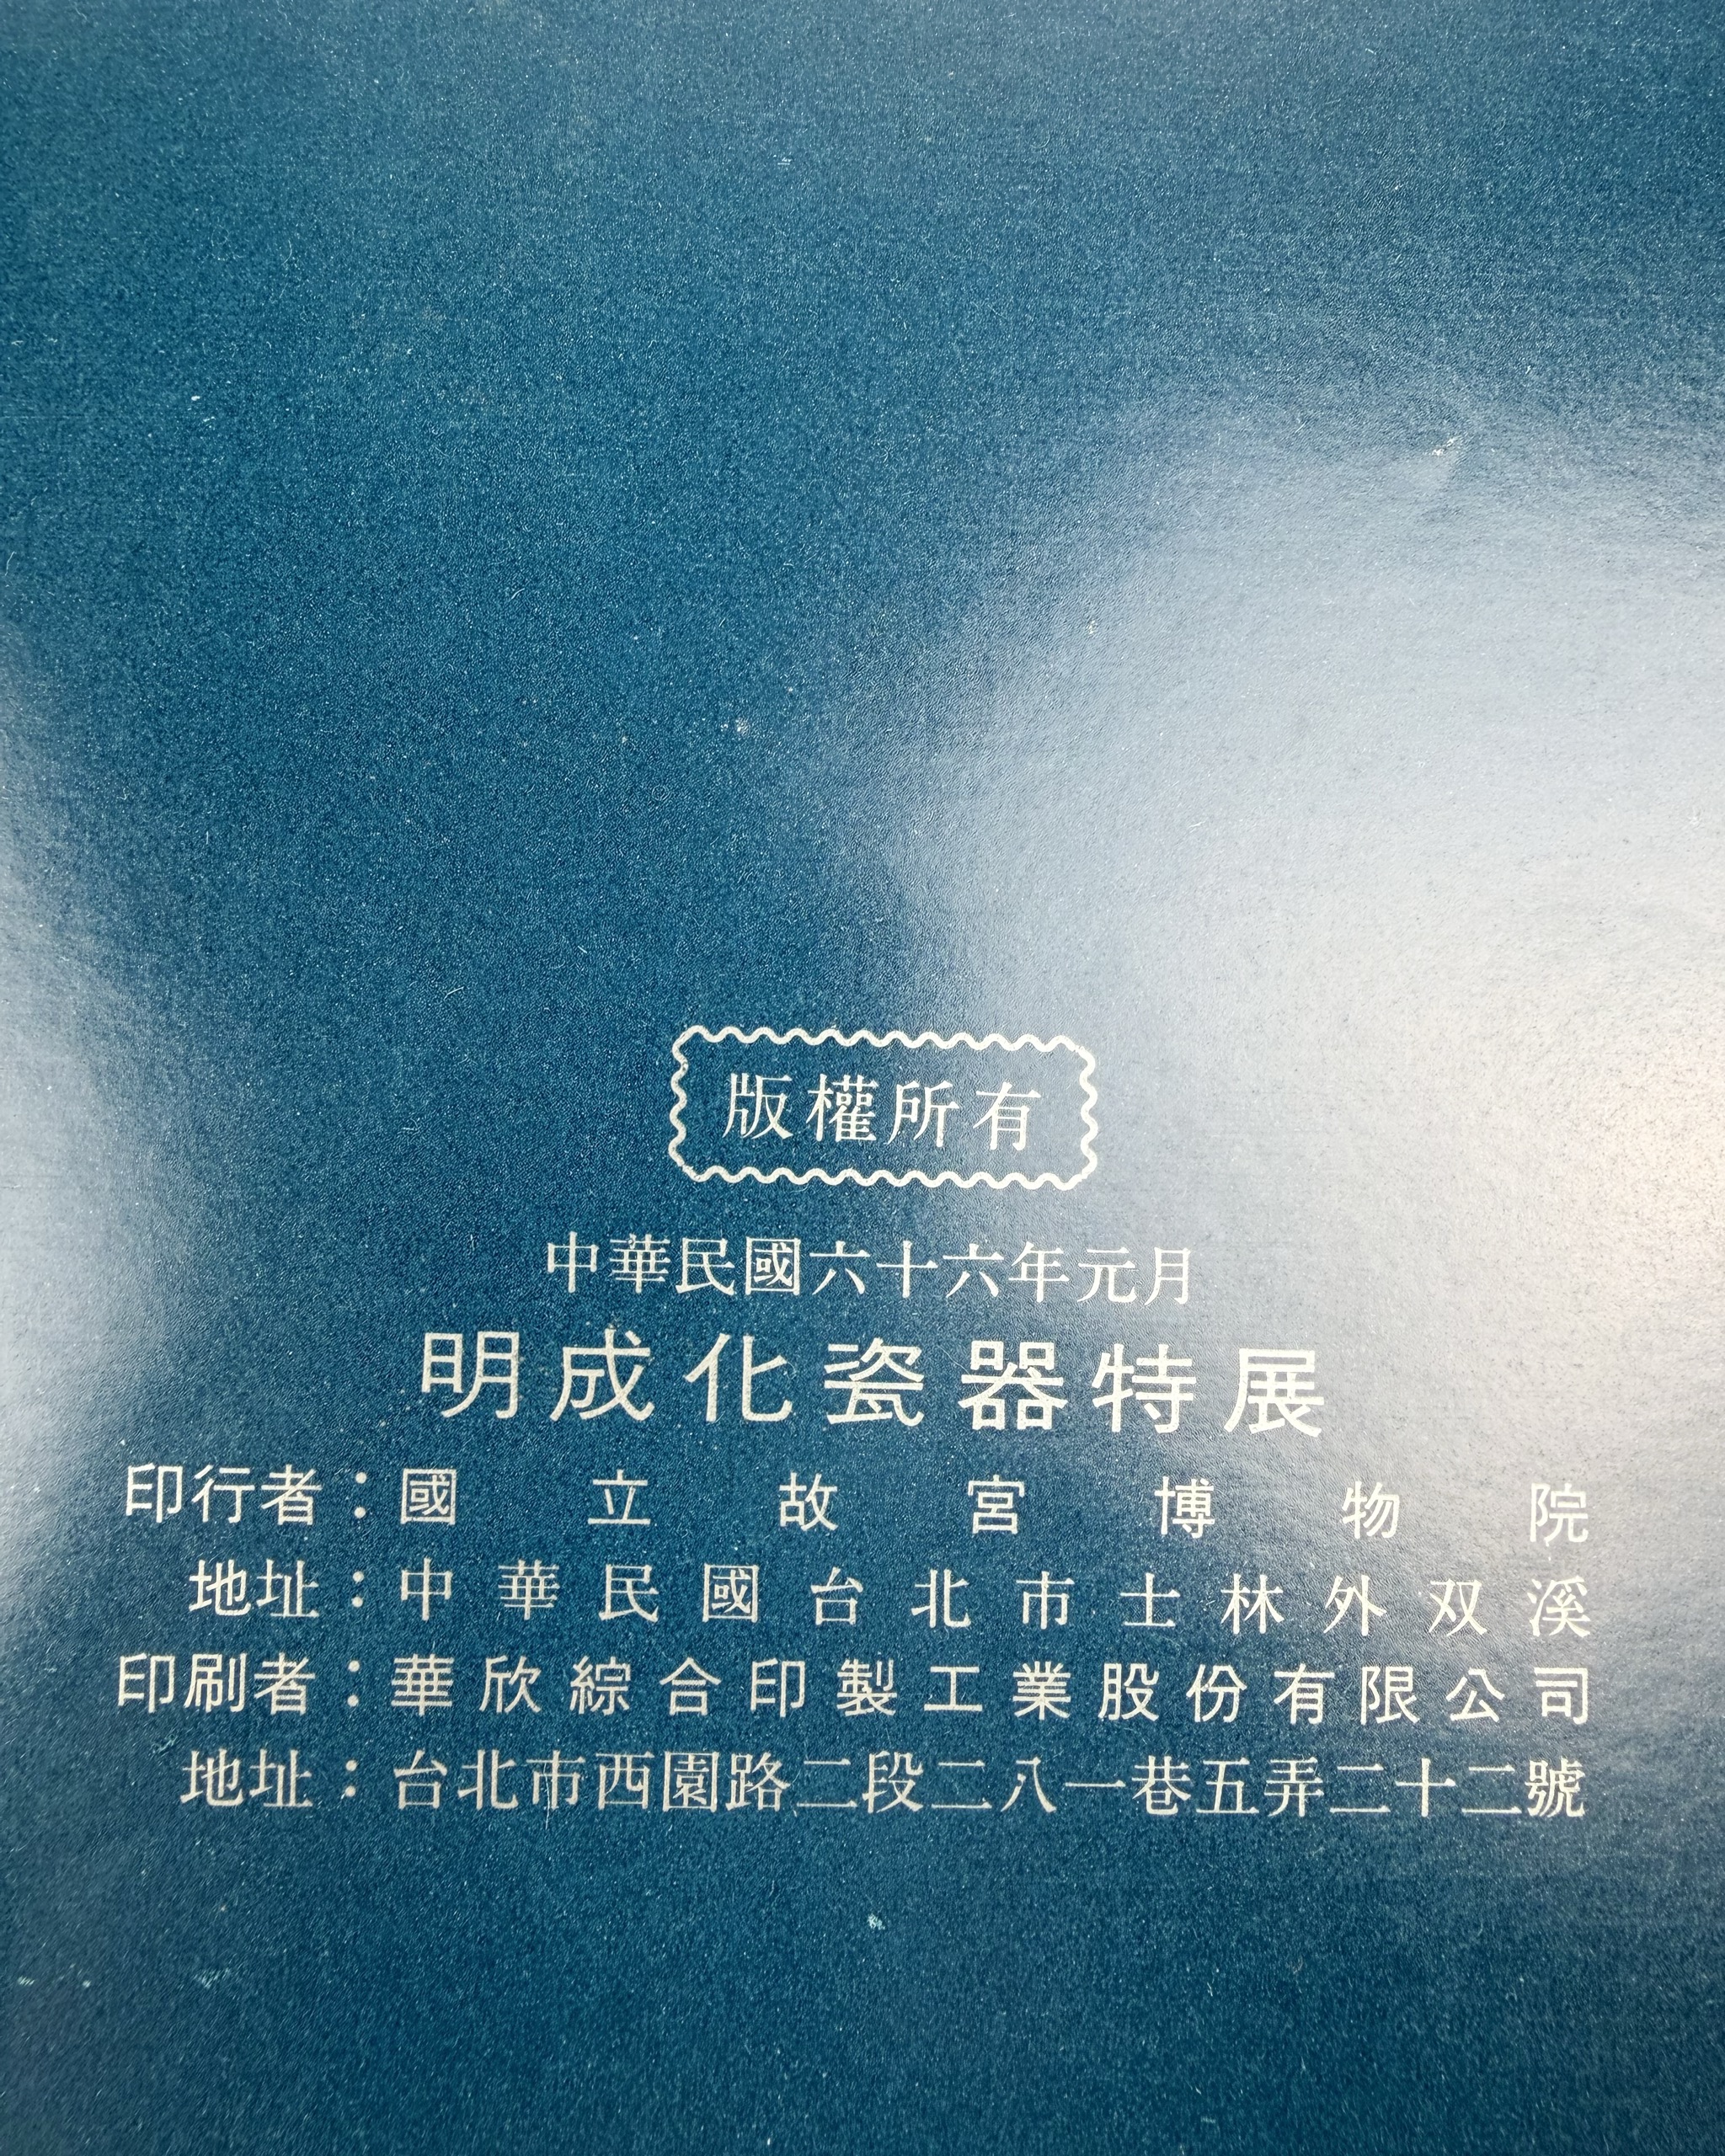 版權所有
中華民國六十六年元月
明成化瓷器特展
印行者：國立故宮博物院
地址：中華民國台北市士林外双溪
印刷者：華欣綜合印製工業股份有限公司
地址：台北市西園路二段二八一巷五弄二十二號